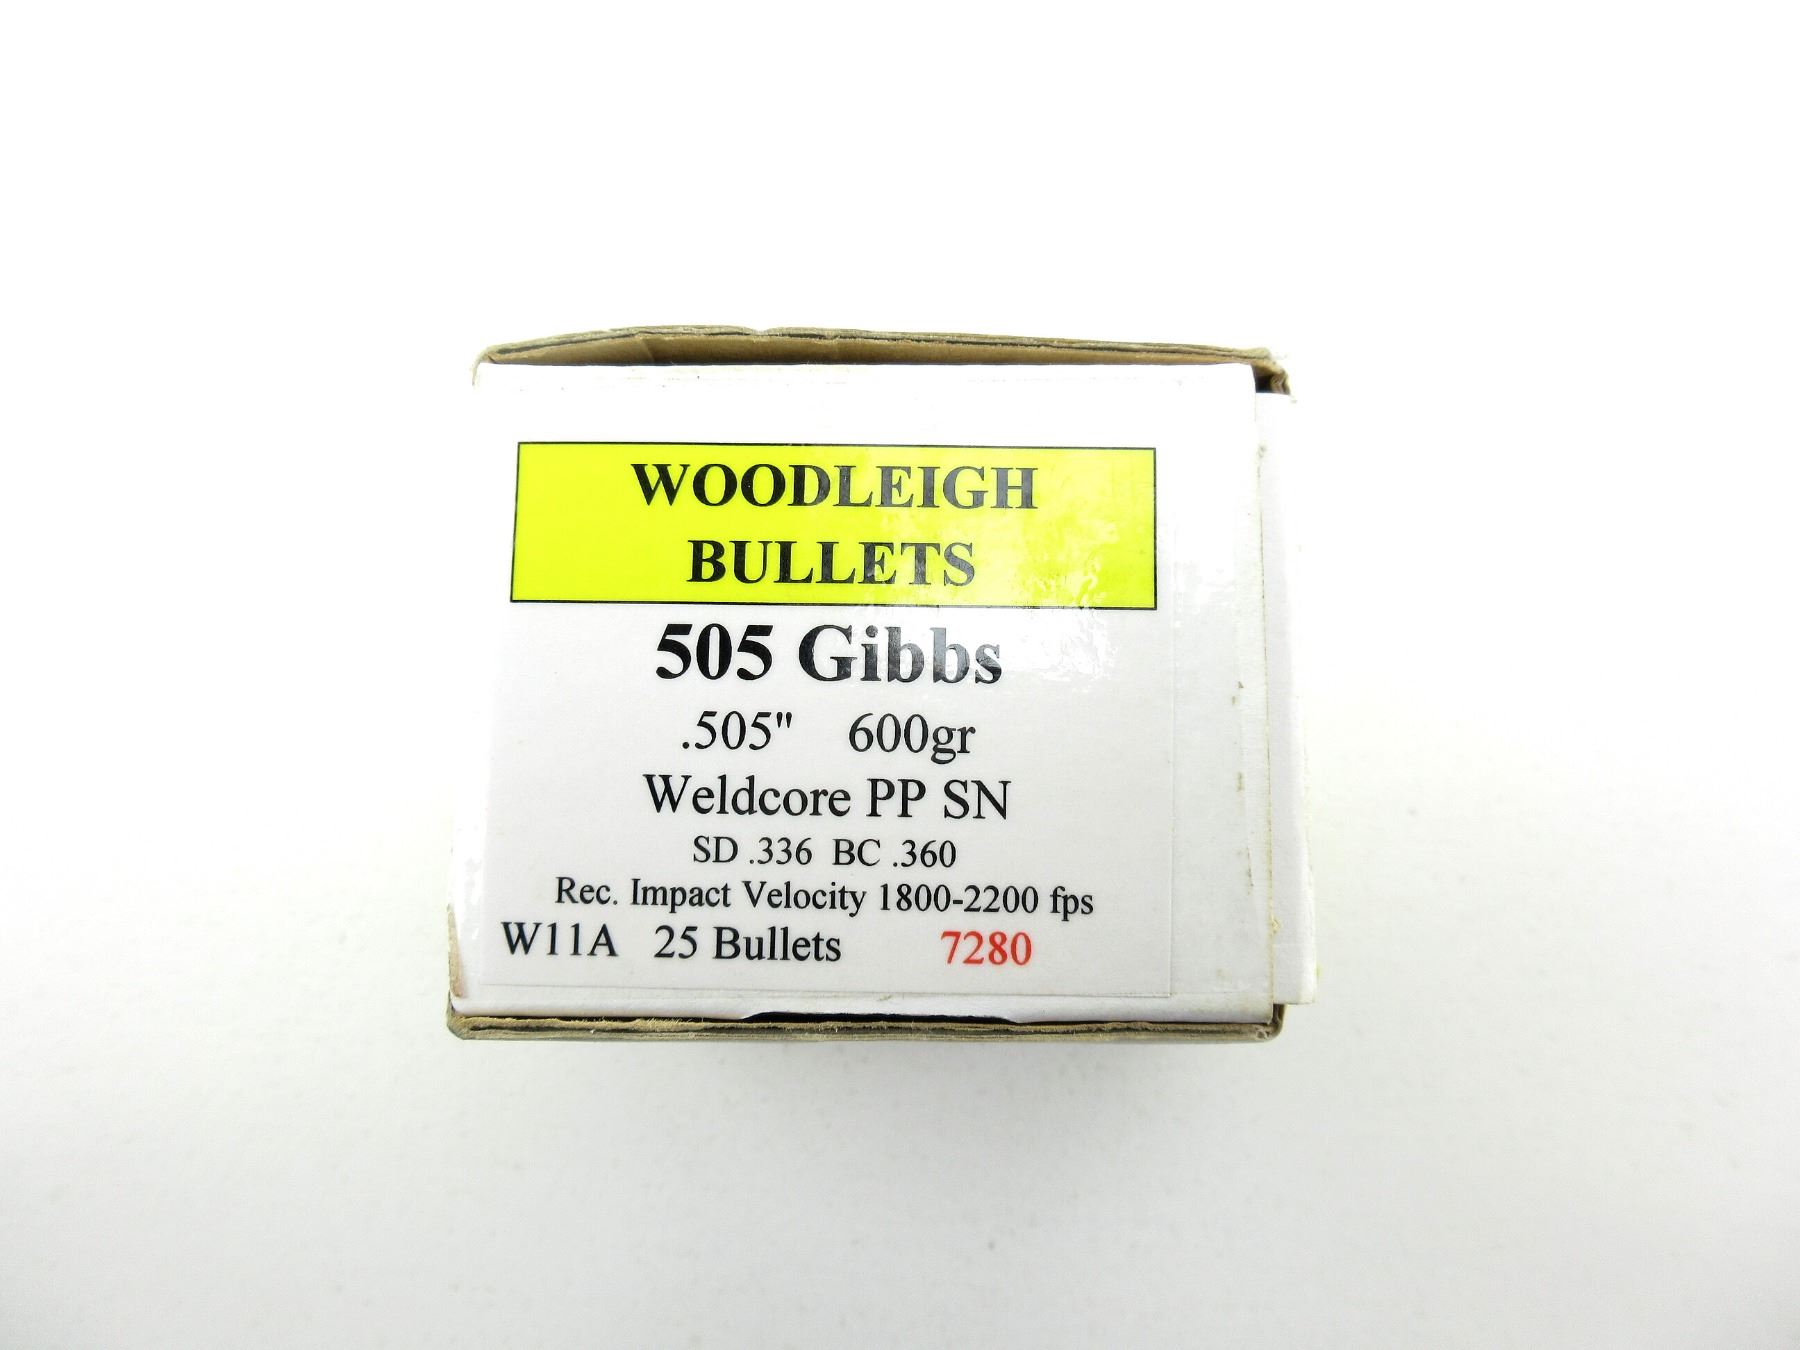 WOODLEIGH
BULLETS
505 Gibbs
.505" 600gr
Weldcore PP SN
SD .336 BC .360
Rec. Impact Velocity 1800-2200 fps
W11A 25 Bullets 7280